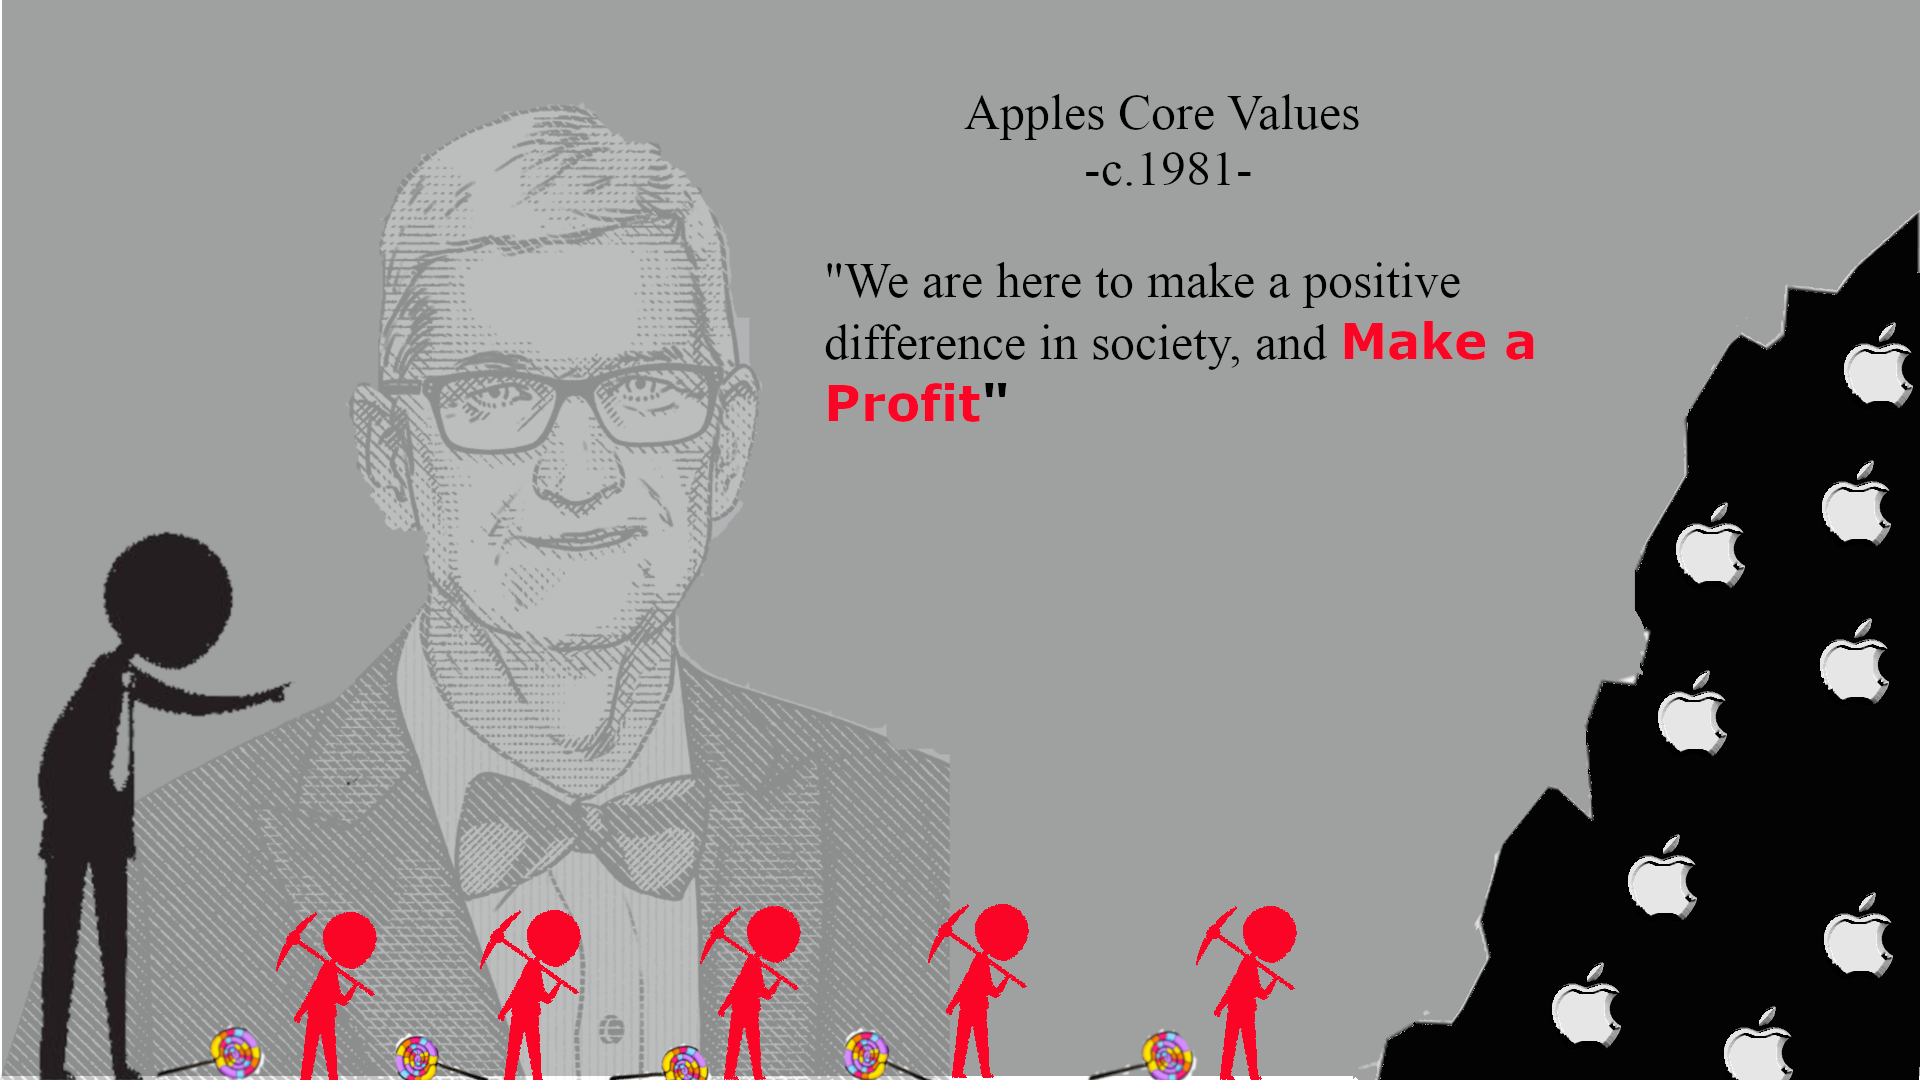 Apples Core Values
-c.1981-
"We are here to make a positive
difference in society, and Make a
Profit"